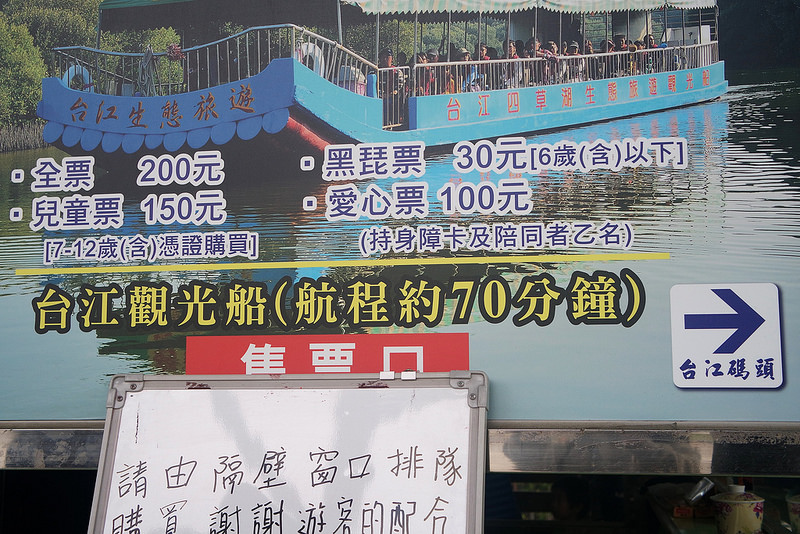 台江生態旅遊
台江四草湖生態旅遊觀光船
・全票 200元
・黑琵票 30元[6歲(含)以下]
・兒童票 150元
・愛心票 100元
[7-12歲(含)憑證購買]
(持身障卡及陪同者乙名)
台江觀光船(航程約70分鐘)
售票口
台江碼頭
請由隔壁窗口排隊
購買 謝謝遊客的配合